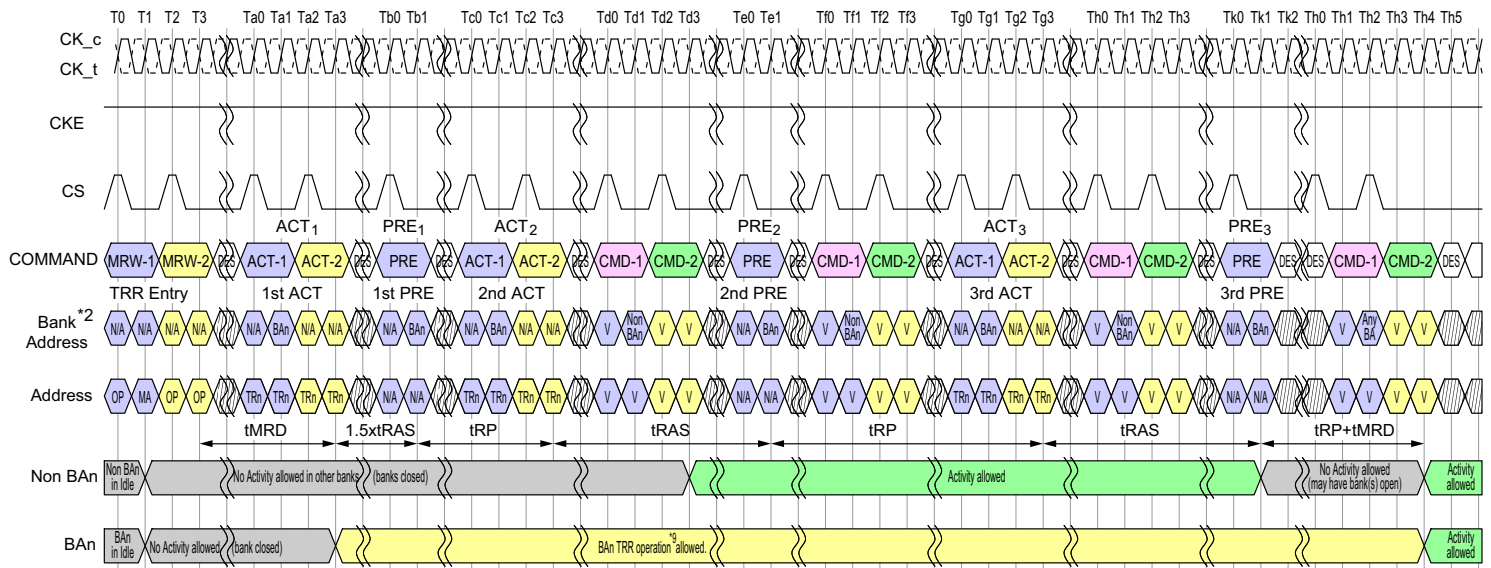 T0 T1 T2 T3 Ta0 Ta1 Ta2 Ta3 Tb0 Tb1 Tc0 Tc1 Tc2 Tc3 Td0 Td1 Td2 Td3 Te0 Te1 Tf0 Tf1 Tf2 Tf3 Tg0 Tg1 Tg2 Tg3 Th0 Th1 Th2 Th3 Tk0 Tk1 Tk2 Th0 Th1 Th2 Th3 Th4 Th5
CK_c
CK_t
CKE
CS
ACT1 PRE1 ACT2 PRE2 ACT3 PRE3
COMMAND MRW-1 MRW-2 DES ACT-1 ACT-2 DES PRE DES ACT-1 ACT-2 DES CMD-1 CMD-2 DES PRE DES CMD-1 CMD-2 DES ACT-1 ACT-2 DES CMD-1 CMD-2 DES PRE DES DES CMD-1 CMD-2 DES
TRR Entry 1st ACT 1st PRE 2nd ACT 2nd PRE 3rd ACT 3rd PRE
Bank*2 Address N/A N/A N/A N/A N/A BAn N/A N/A N/A BAn N/A BAn N/A N/A V Non BAn V V N/A BAn V Non BAn V V N/A BAn N/A N/A V Non BAn V V N/A BAn V Any BA V V
Address OP MA OP OP TRn TRn TRn TRn N/A N/A TRn TRn TRn TRn V V V V N/A N/A V V V V TRn TRn TRn TRn V V V V N/A N/A V V V V
tMRD 1.5xtRAS tRP tRAS tRP tRAS tRP+tMRD
Non BAn Non BAn in Idle No Activity allowed in other banks (banks closed) Activity allowed No Activity allowed (may have bank(s) open) Activity allowed
BAn BAn in Idle No Activity allowed (bank closed) BAn TRR operation*9 allowed. Activity allowed